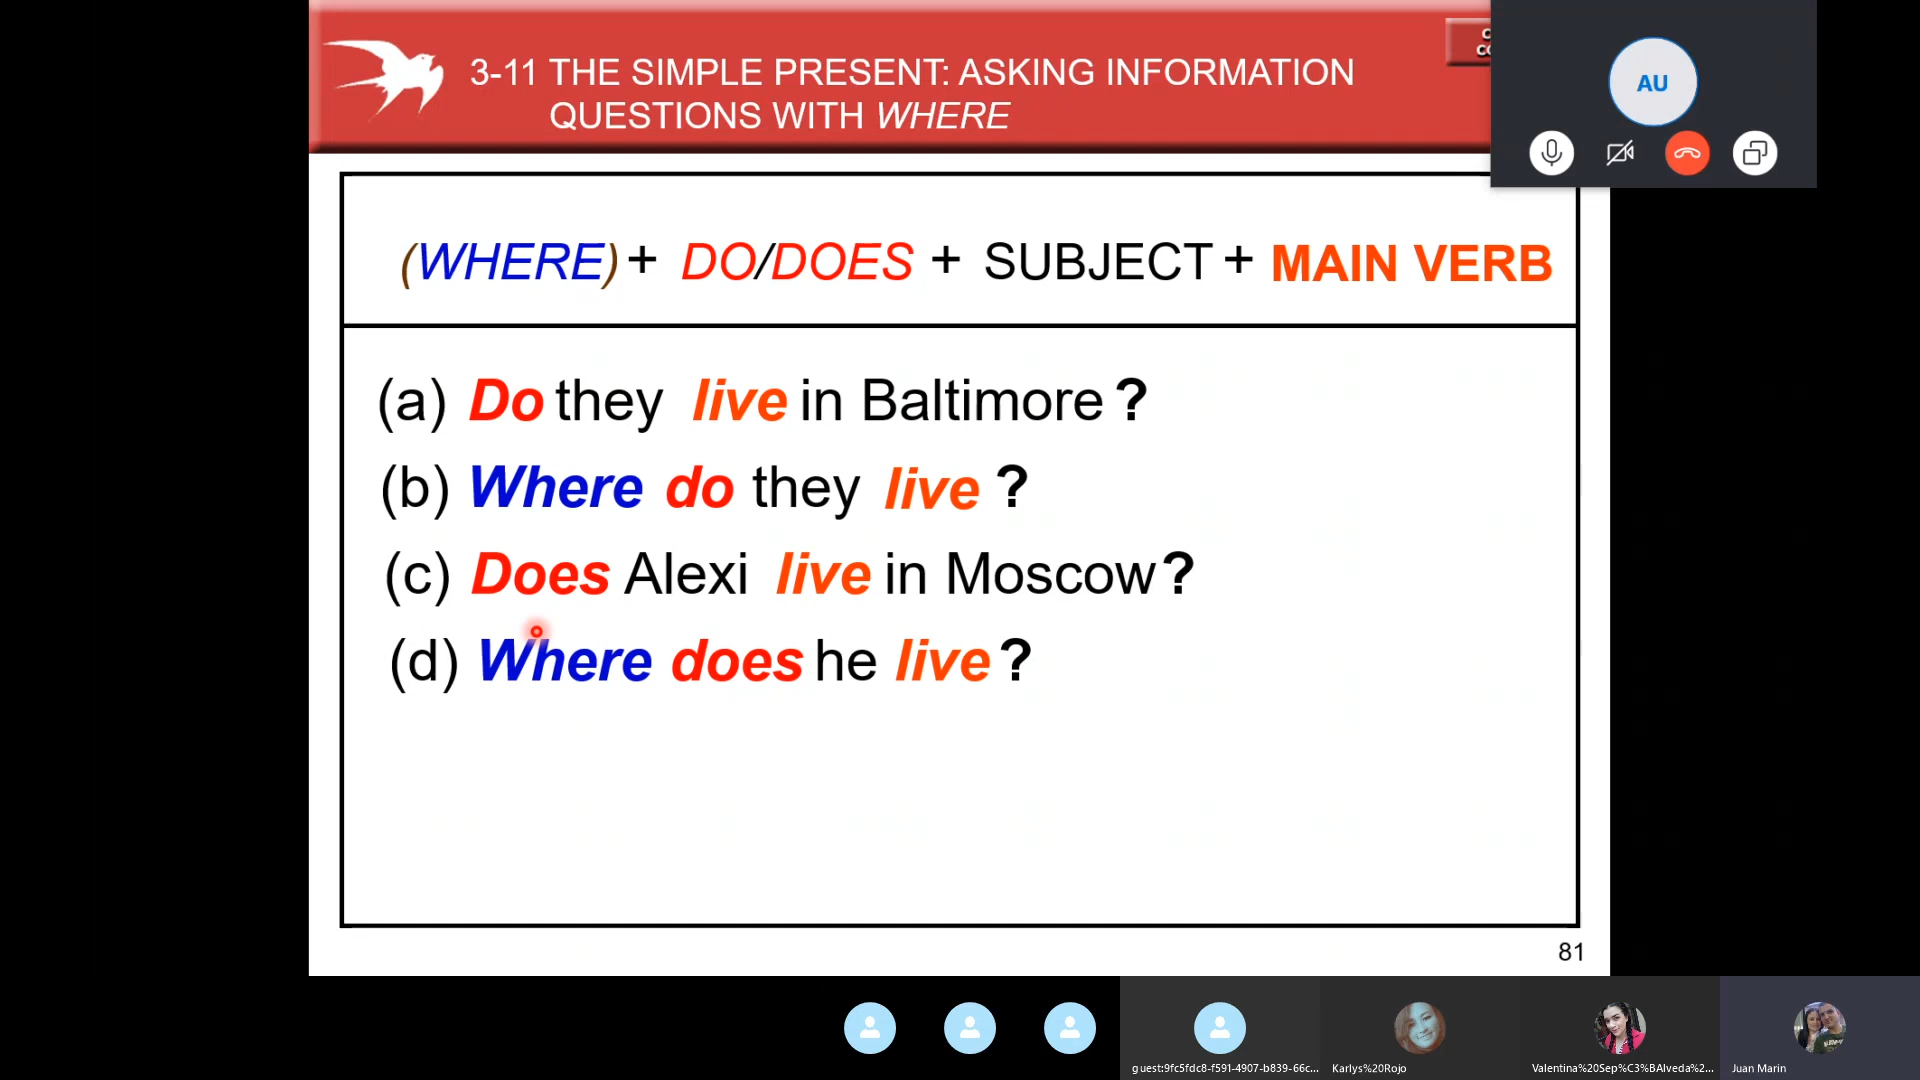 3-11 THE SIMPLE PRESENT: ASKING INFORMATION
QUESTIONS WITH WHERE
AU
(WHERE) + DO/DOES + SUBJECT + MAIN VERB
(a) Do they live in Baltimore ?
(b) Where do they live ?
(c) Does Alexi live in Moscow ?
(d) Where does he live ?
81
guest:9fc5fdc8-f591-4907-b839-66c...
Karlys%20Rojo
Valentina%20Sep%C3%BAlveda%2...
Juan Marin